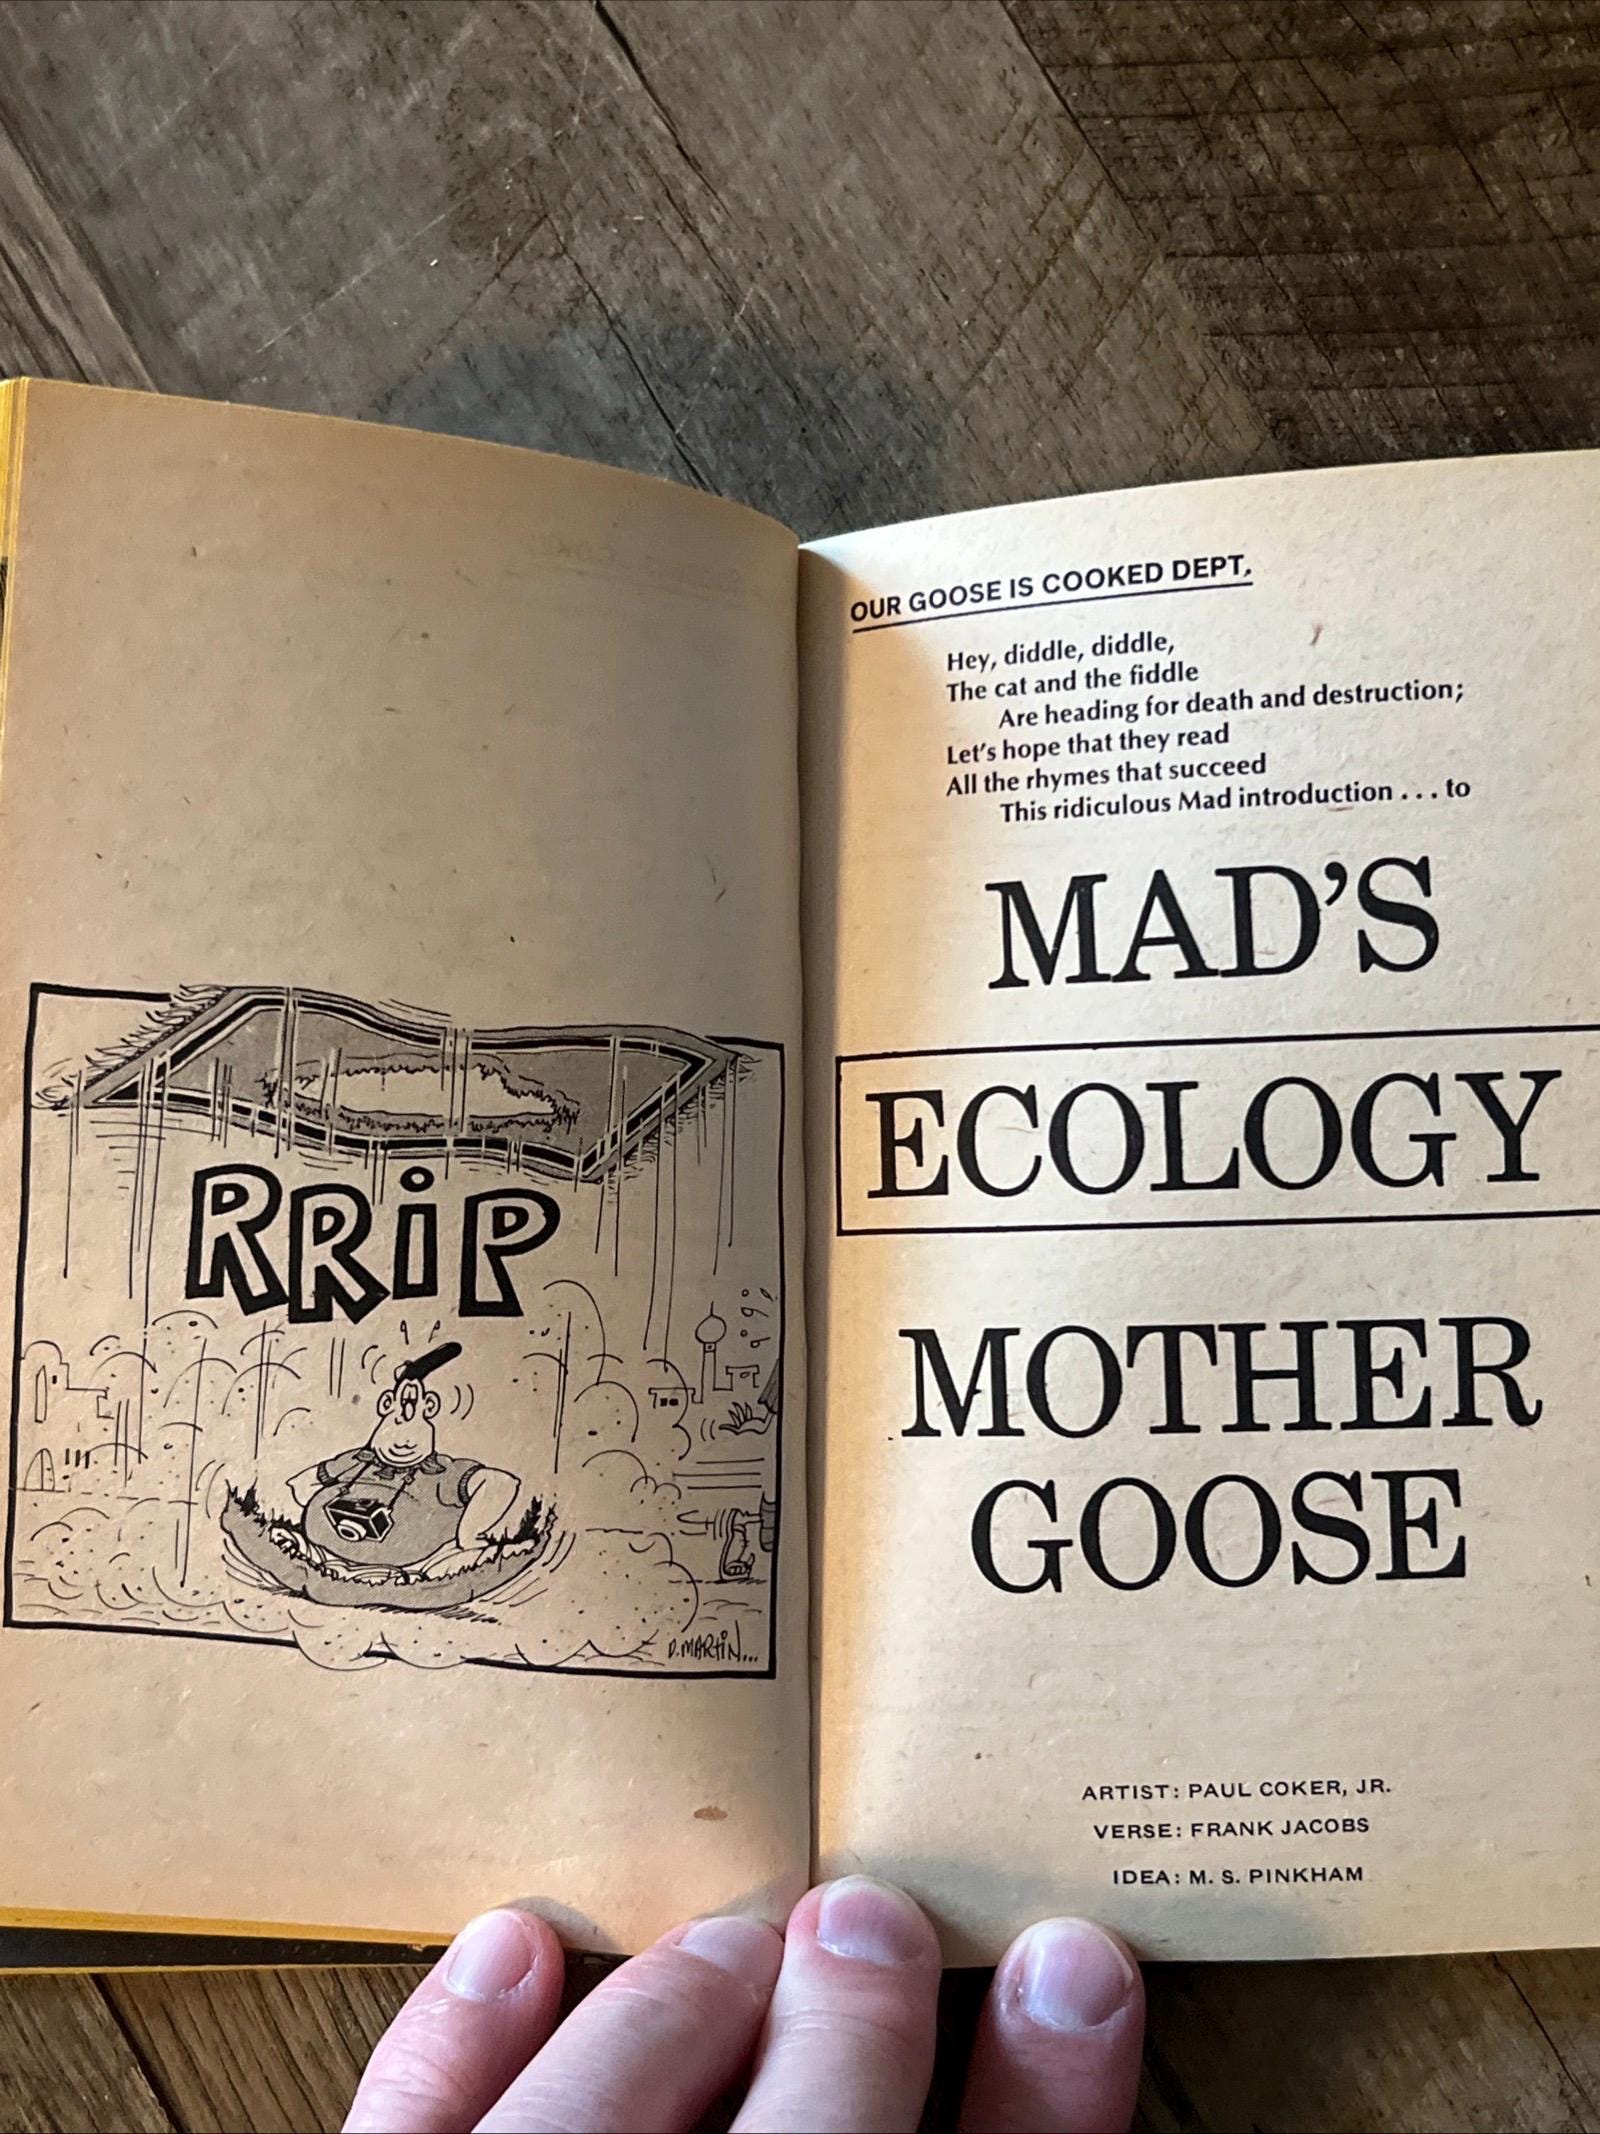 RRIP
D.MARTIN...
OUR GOOSE IS COOKED DEPT.
Hey, diddle, diddle,
The cat and the fiddle
Are heading for death and destruction;
Let's hope that they read
All the rhymes that succeed
This ridiculous Mad introduction . . . to
MAD'S
ECOLOGY
MOTHER
GOOSE
ARTIST: PAUL COKER, JR.
VERSE: FRANK JACOBS
IDEA: M. S. PINKHAM